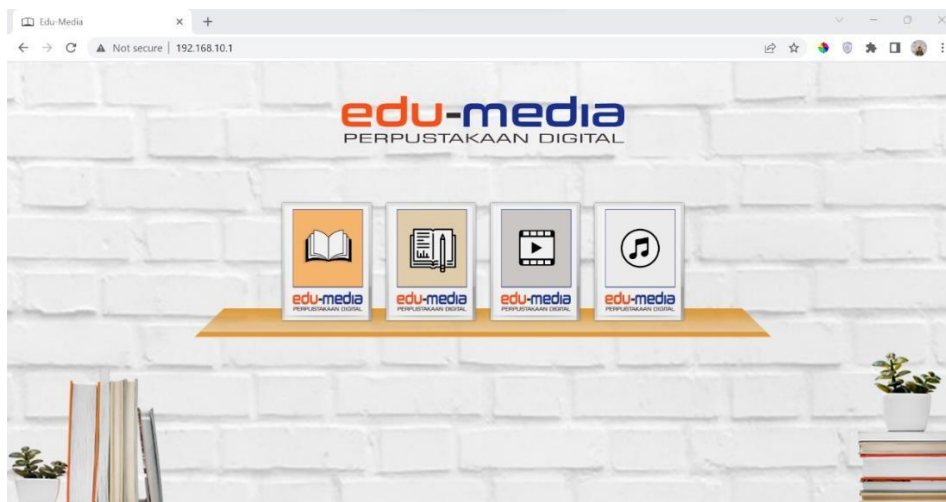 Edu-Media
Not secure
192.168.10.1
edu-media
PERPUSTAKAAN DIGITAL
edu-media
PERPUSTAKAAN DIGITAL
edu-media
PERPUSTAKAAN DIGITAL
edu-media
PERPUSTAKAAN DIGITAL
edu-media
PERPUSTAKAAN DIGITAL